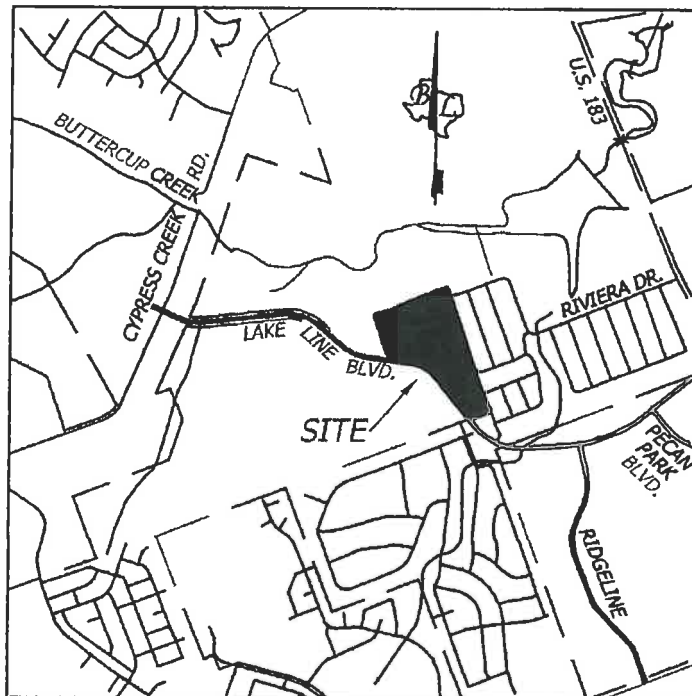 U.S. 183
B
BUTTERCUP CREEK
RD.
CYPRESS CREEK
RIVIERA DR.
LAKE
LINE
BLVD.
SITE
PECAN
PARK
BLVD.
RIDGELINE